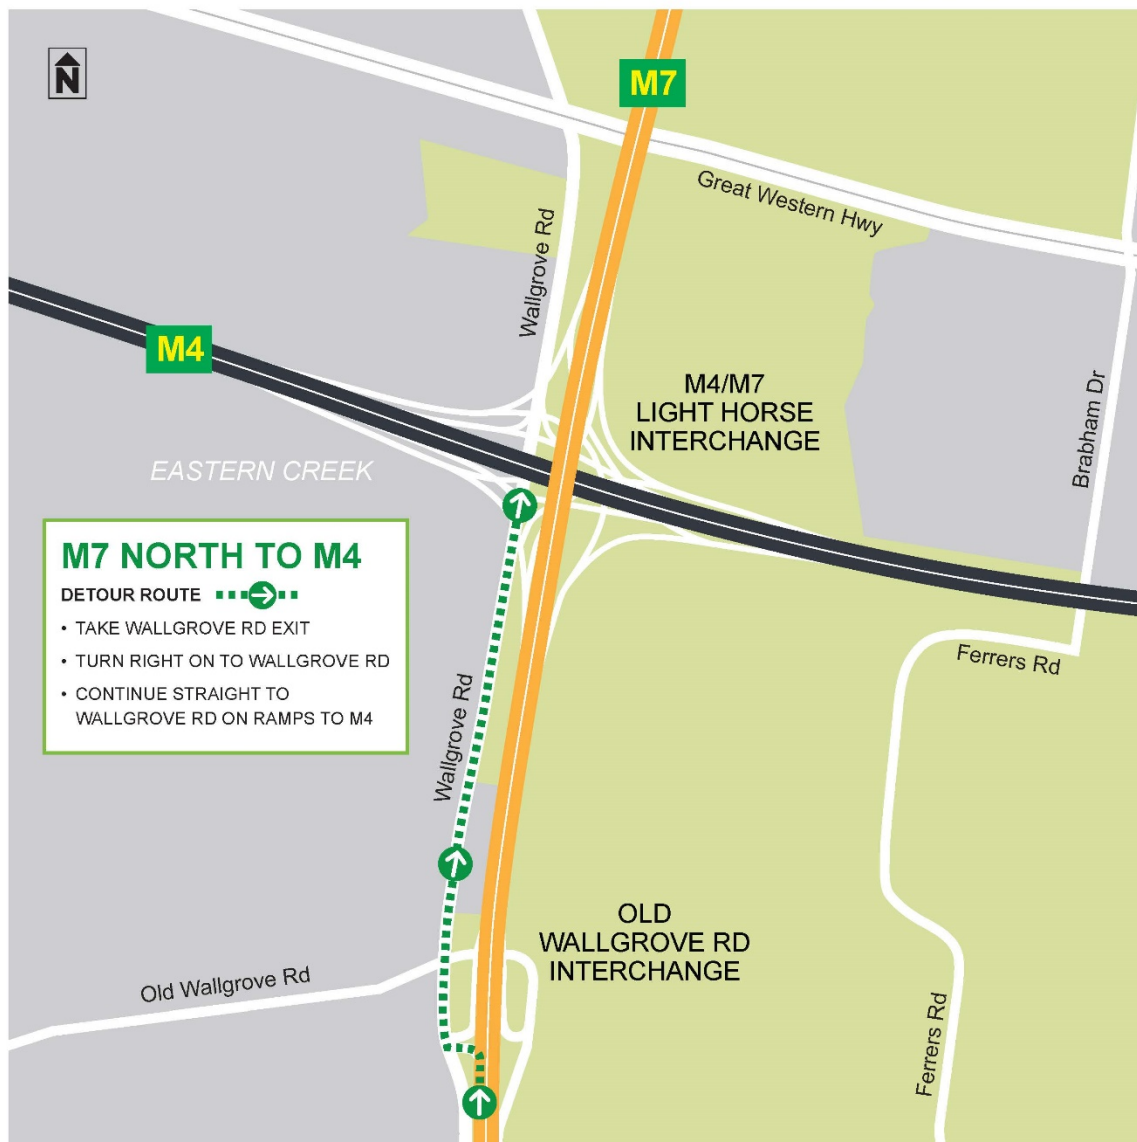 N
M7
Great Western Hwy
Wallgrove Rd
M4
M4/M7
LIGHT HORSE
INTERCHANGE
Brabham Dr
EASTERN CREEK
M7 NORTH TO M4
DETOUR ROUTE
• TAKE WALLGROVE RD EXIT
• TURN RIGHT ON TO WALLGROVE RD
• CONTINUE STRAIGHT TO
WALLGROVE RD ON RAMPS TO M4
Ferrers Rd
Wallgrove Rd
OLD
WALLGROVE RD
INTERCHANGE
Old Wallgrove Rd
Ferrers Rd